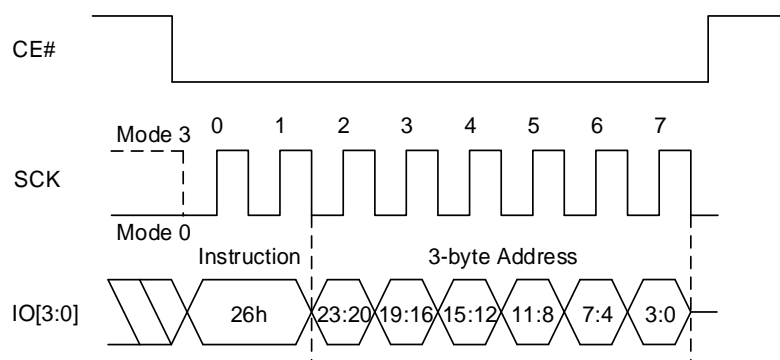 CE#
Mode 3 0 1 2 3 4 5 6 7
SCK
Mode 0
Instruction 3-byte Address
IO[3:0] 26h 23:20 19:16 15:12 11:8 7:4 3:0